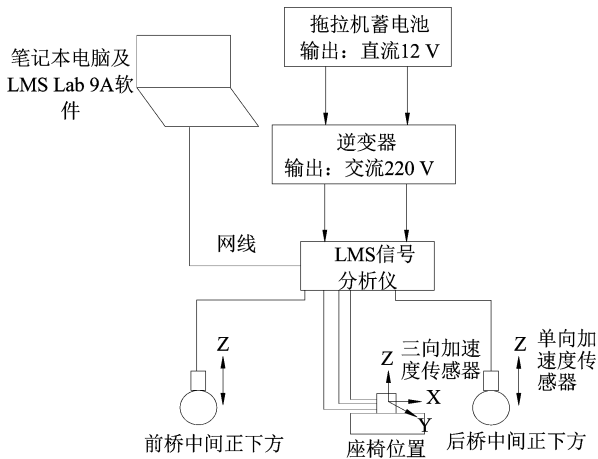 拖拉机蓄电池
输出：直流12 V
笔记本电脑及
LMS Lab 9A软
件
逆变器
输出：交流220 V
网线
LMS信号
分析仪
Z
Z
三向加速
度传感器
X
Y
Z
单向加
速度传
感器
前桥中间正下方
座椅位置
后桥中间正下方